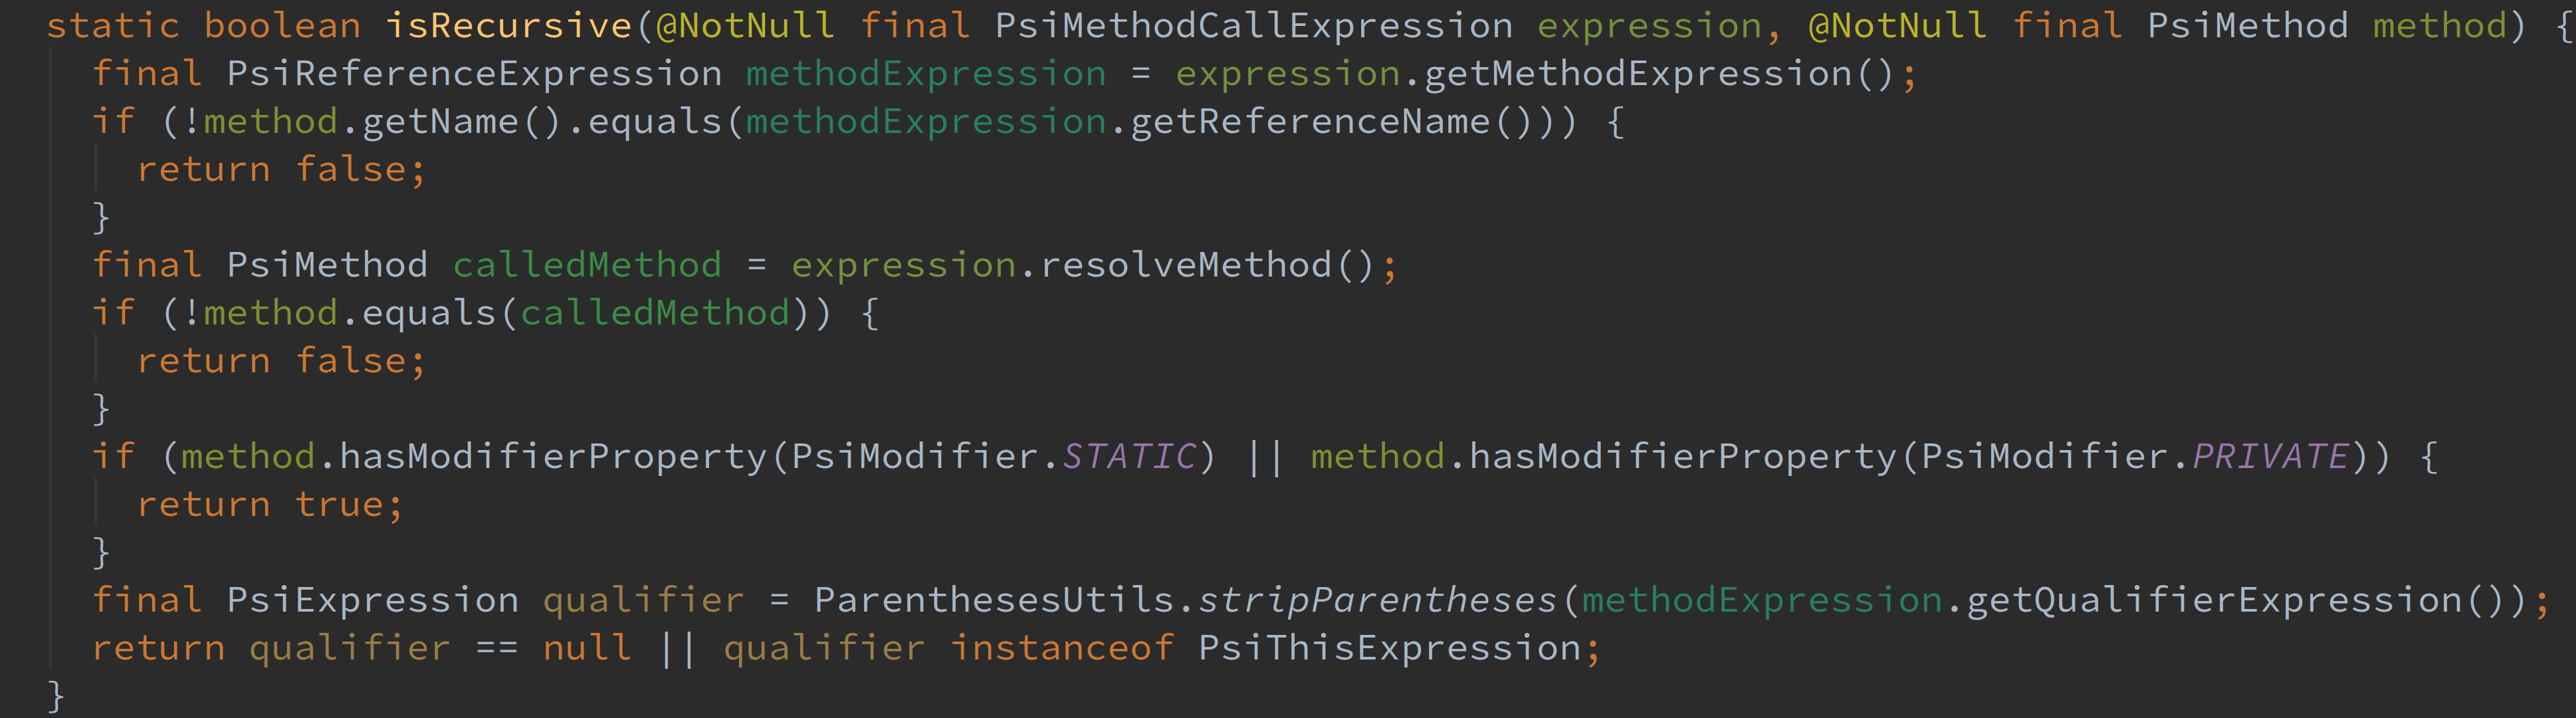 static boolean isRecursive(@NotNull final PsiMethodCallExpression expression, @NotNull final PsiMethod method) {
  final PsiReferenceExpression methodExpression = expression.getMethodExpression();
  if (!method.getName().equals(methodExpression.getReferenceName())) {
    return false;
  }
  final PsiMethod calledMethod = expression.resolveMethod();
  if (!method.equals(calledMethod)) {
    return false;
  }
  if (method.hasModifierProperty(PsiModifier.STATIC) || method.hasModifierProperty(PsiModifier.PRIVATE)) {
    return true;
  }
  final PsiExpression qualifier = ParenthesesUtils.stripParentheses(methodExpression.getQualifierExpression());
  return qualifier == null || qualifier instanceof PsiThisExpression;
}